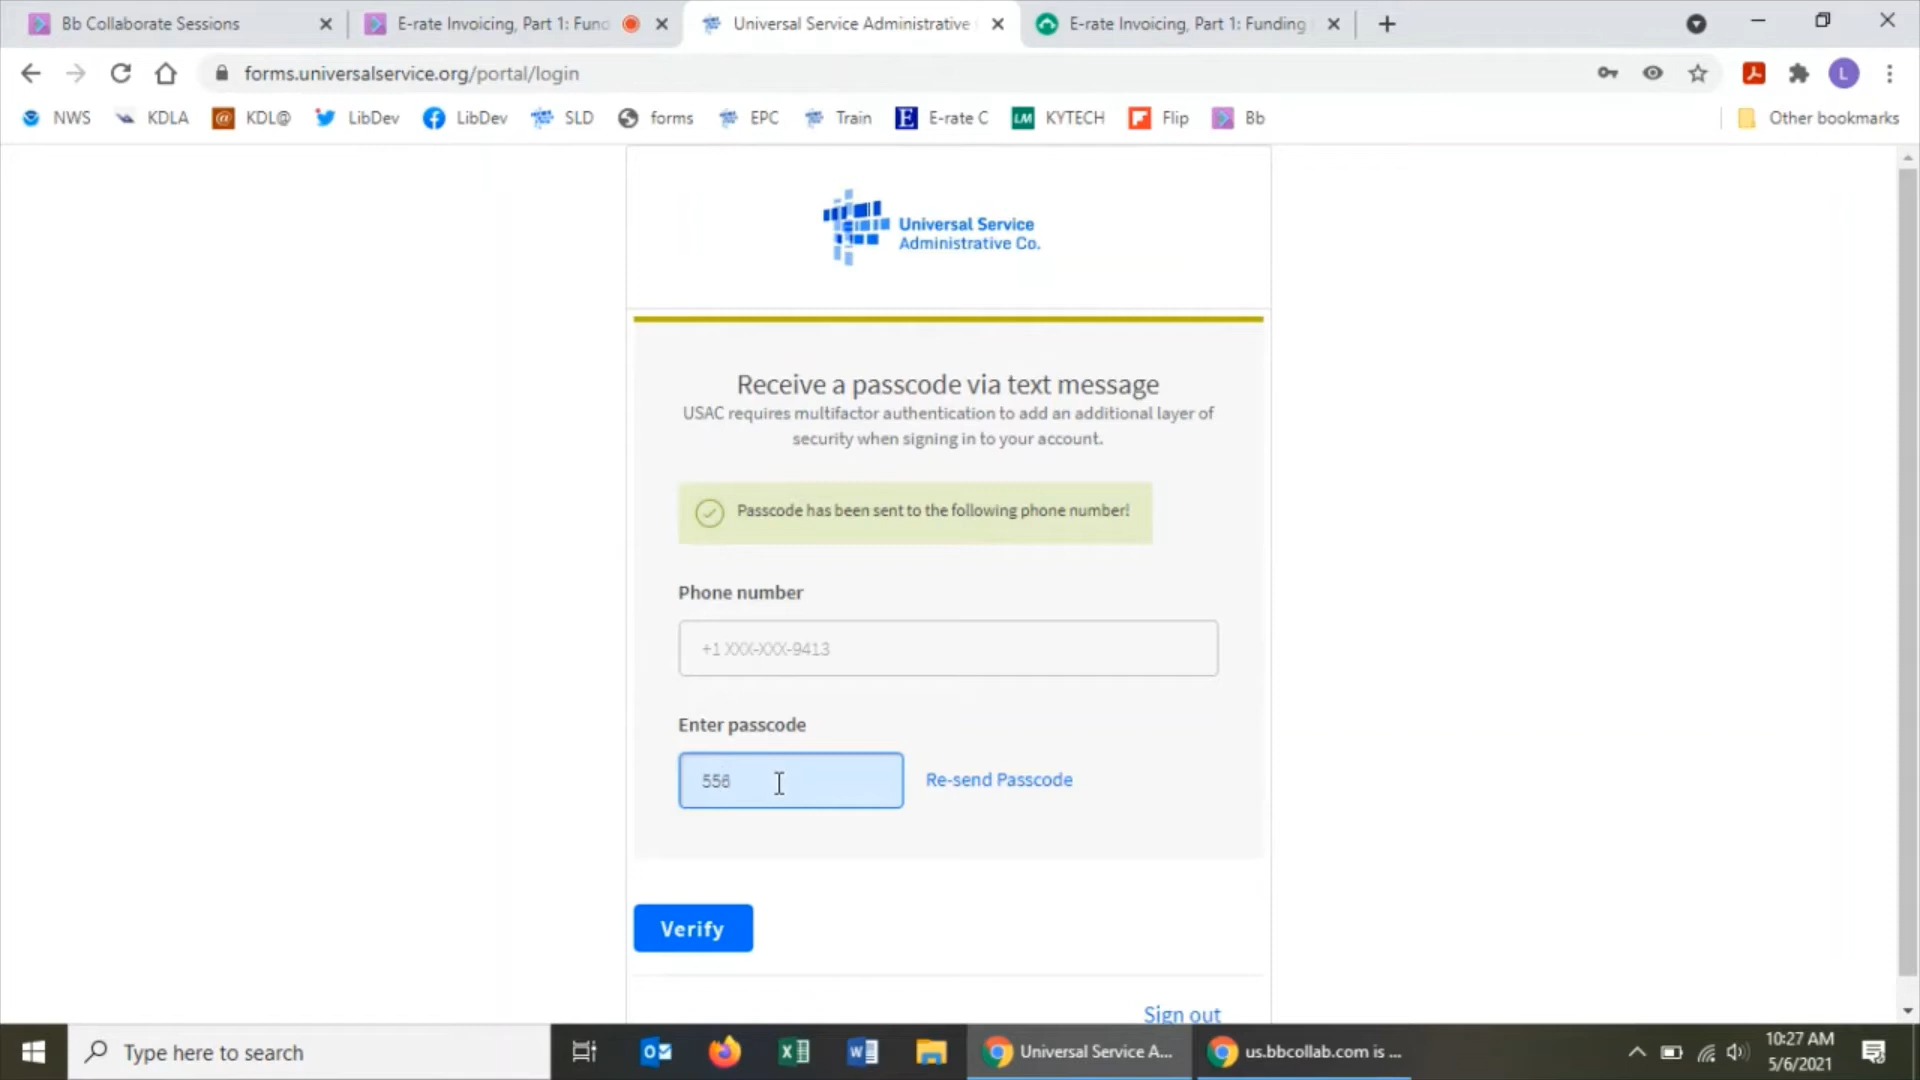 Bb Collaborate Sessions
E-rate Invoicing, Part 1: Fund
Universal Service Administrative
E-rate Invoicing, Part 1: Funding
forms.universalservice.org/portal/login
L
NWS
KDLA
@
KDL@
LibDev
LibDev
SLD
forms
EPC
Train
E
E-rate C
LM
KYTECH
Flip
Bb
Other bookmarks
Universal Service
Administrative Co.
Receive a passcode via text message
USAC requires multifactor authentication to add an additional layer of
security when signing in to your account.
Passcode has been sent to the following phone number!
Phone number
+1 XXX-XXX-9413
Enter passcode
556
Re-send Passcode
Verify
Sign out
Type here to search
Universal Service A...
us.bbcollab.com is ...
10:27 AM
5/6/2021